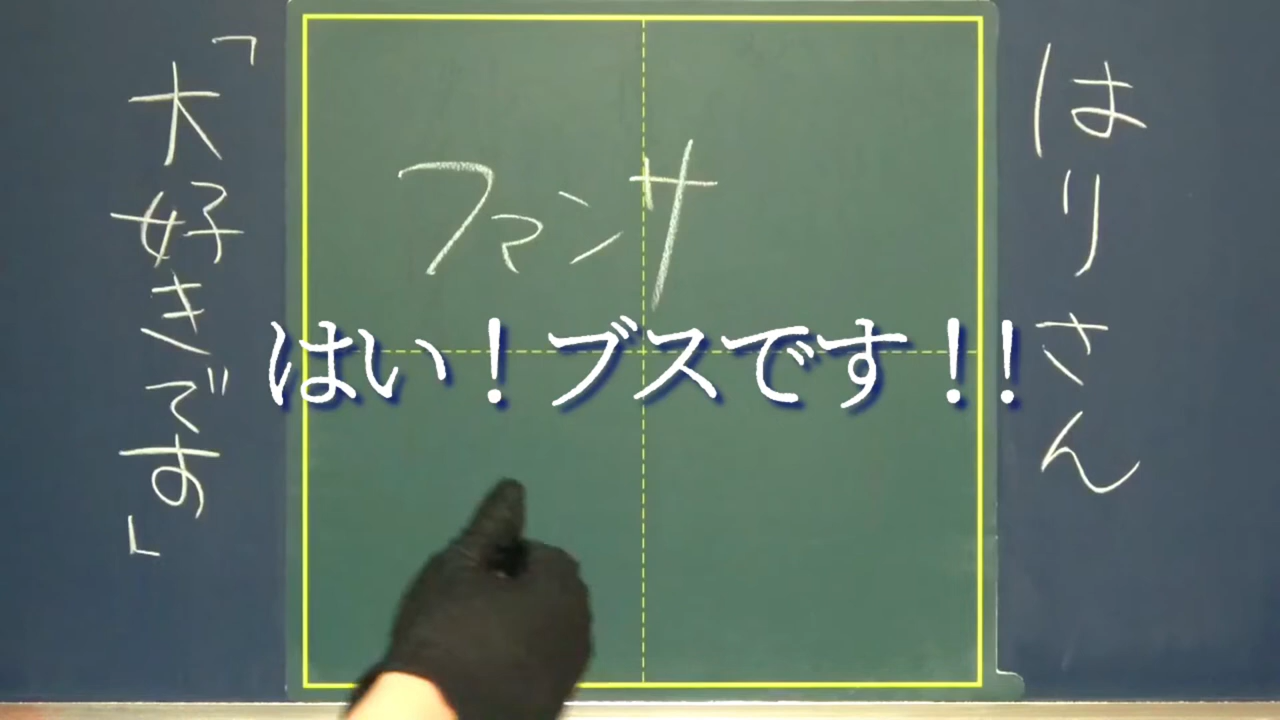 はりさん
ファンサ
はい！ブスです！！
「大好きです」